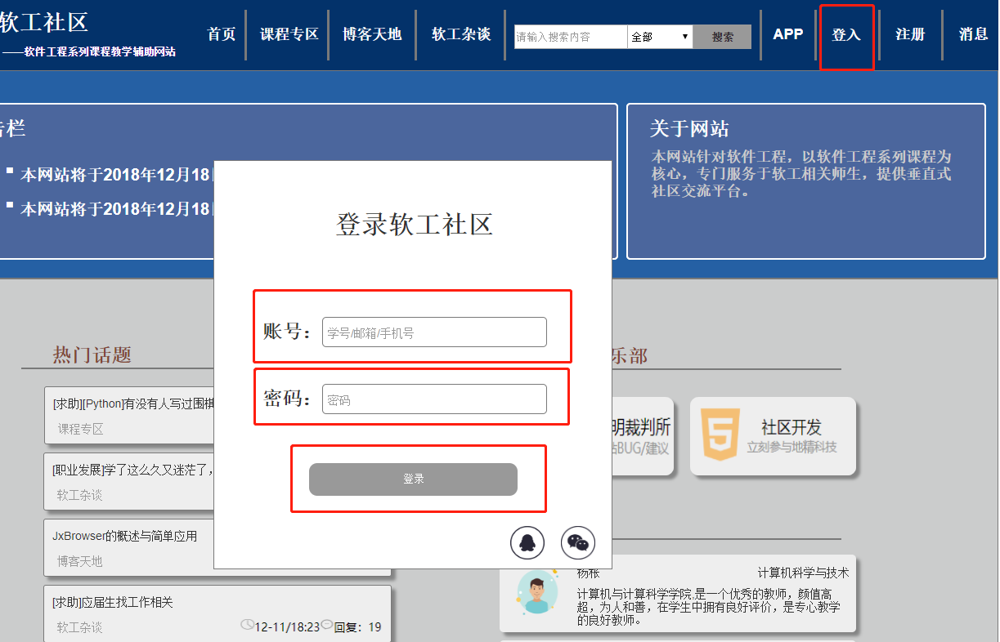 软工社区
——软件工程系列课程教学辅助网站
首页
课程专区
博客天地
软工杂谈
请输入搜索内容
全部
搜索
APP
登入
注册
消息
告栏
本网站将于2018年12月18
本网站将于2018年12月18
关于网站
本网站针对软件工程，以软件工程系列课程为
核心，专门服务于软工相关师生，提供垂直式
社区交流平台。
登录软工社区
账号：
学号/邮箱/手机号
密码：
密码
登录
热门话题
[求助][Python]有没有人写过围棋
课程专区
[职业发展]学了这么久又迷茫了，
软工杂谈
JxBrowser的概述与简单应用
博客天地
[求助]应届生找工作相关
软工杂谈
12-11/18:23
回复：19
乐部
明裁判所
站BUG/建议
社区开发
立刻参与地精科技
杨枨
计算机科学与技术
计算机与计算科学学院,是一个优秀的教师，颜值高
超，为人和善，在学生中拥有良好评价，是专心教学
的良好教师。